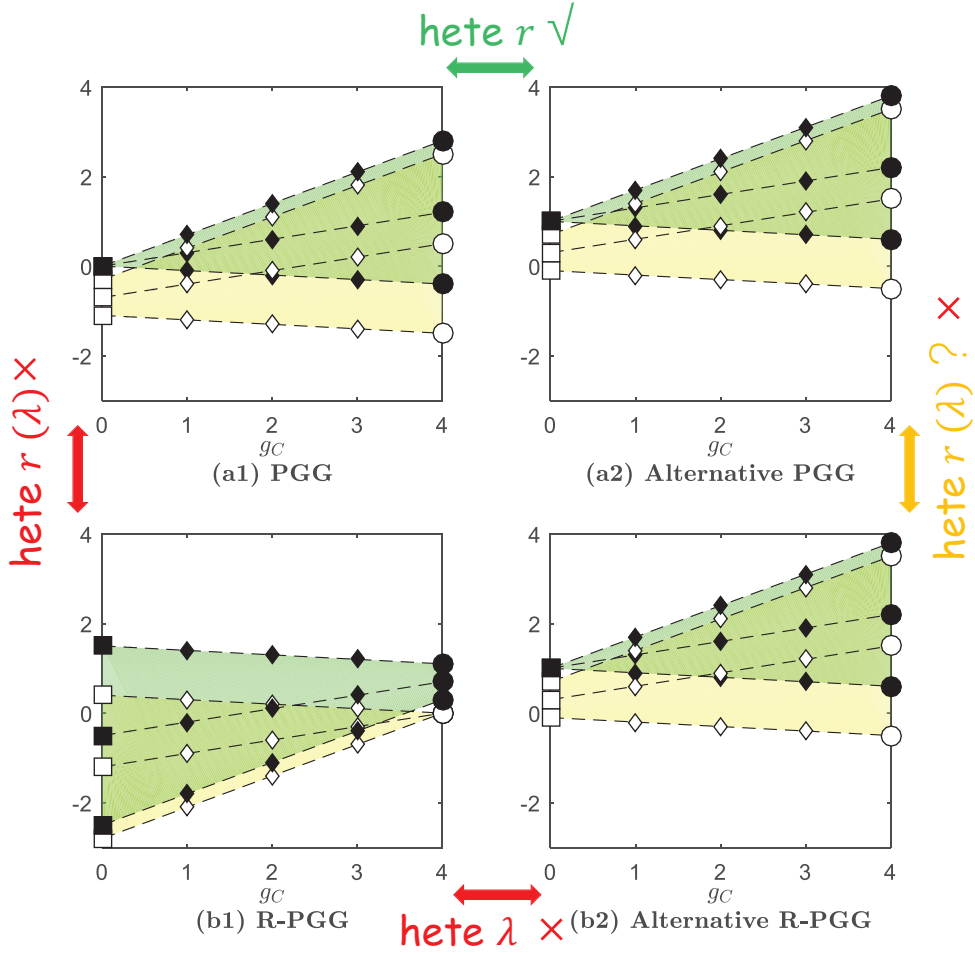 hete r √
4
2
0
-2
0 1 2 3 4
g_C
(a1) PGG
4
2
0
-2
0 1 2 3 4
g_C
(a2) Alternative PGG
hete r (λ) ×
hete r (λ) ? ×
4
2
0
-2
0 1 2 3 4
g_C
(b1) R-PGG
4
2
0
-2
0 1 2 3 4
g_C
(b2) Alternative R-PGG
hete λ ×